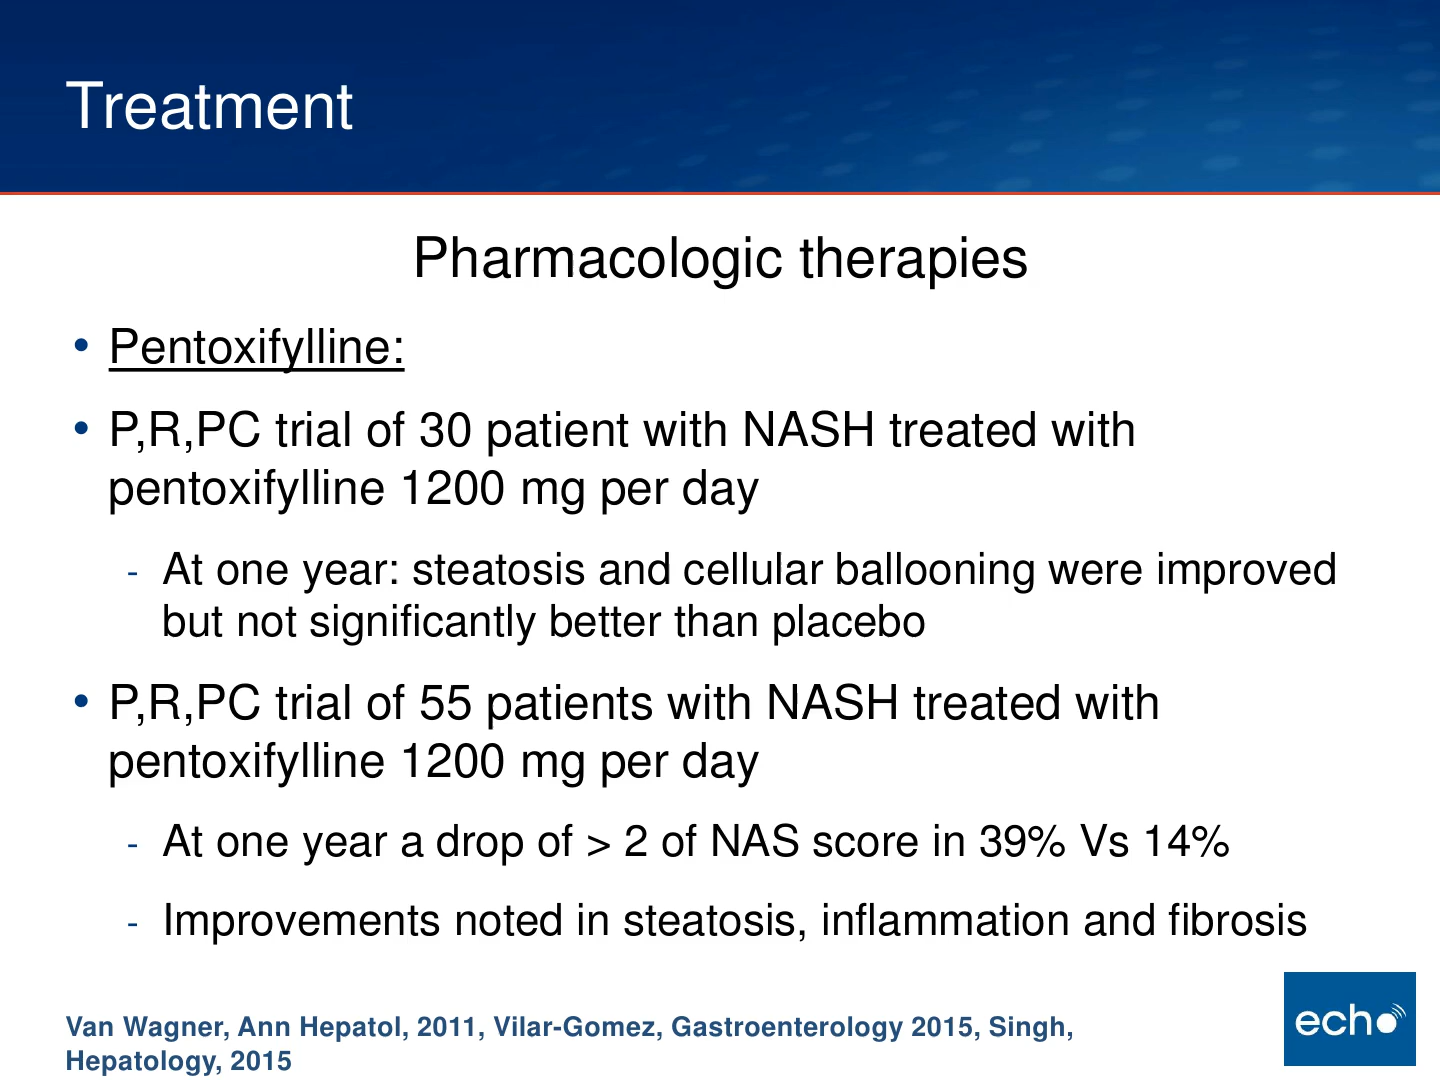 Treatment
Pharmacologic therapies
• Pentoxifylline:
• P,R,PC trial of 30 patient with NASH treated with
pentoxifylline 1200 mg per day
- At one year: steatosis and cellular ballooning were improved
but not significantly better than placebo
• P,R,PC trial of 55 patients with NASH treated with
pentoxifylline 1200 mg per day
- At one year a drop of > 2 of NAS score in 39% Vs 14%
- Improvements noted in steatosis, inflammation and fibrosis
Van Wagner, Ann Hepatol, 2011, Vilar-Gomez, Gastroenterology 2015, Singh,
Hepatology, 2015
echo